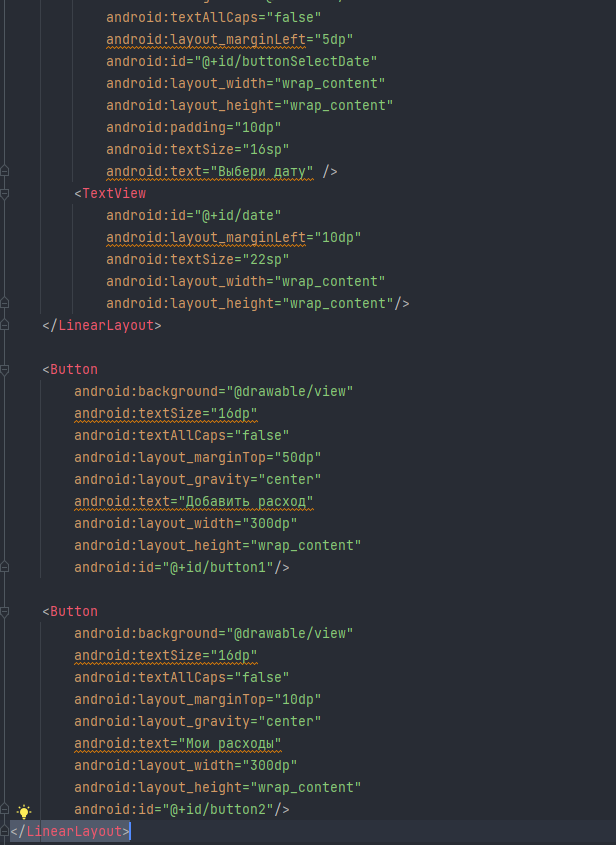 android:textAllCaps="false"
android:layout_marginLeft="5dp"
android:id="@+id/buttonSelectDate"
android:layout_width="wrap_content"
android:layout_height="wrap_content"
android:padding="10dp"
android:textSize="16sp"
android:text="Выбери дату" />
<TextView
android:id="@+id/date"
android:layout_marginLeft="10dp"
android:textSize="22sp"
android:layout_width="wrap_content"
android:layout_height="wrap_content"/>
</LinearLayout>
<Button
android:background="@drawable/view"
android:textSize="16dp"
android:textAllCaps="false"
android:layout_marginTop="50dp"
android:layout_gravity="center"
android:text="Добавить расход"
android:layout_width="300dp"
android:layout_height="wrap_content"
android:id="@+id/button1"/>
<Button
android:background="@drawable/view"
android:textSize="16dp"
android:textAllCaps="false"
android:layout_marginTop="10dp"
android:layout_gravity="center"
android:text="Мои расходы"
android:layout_width="300dp"
android:layout_height="wrap_content"
android:id="@+id/button2"/>
</LinearLayout>